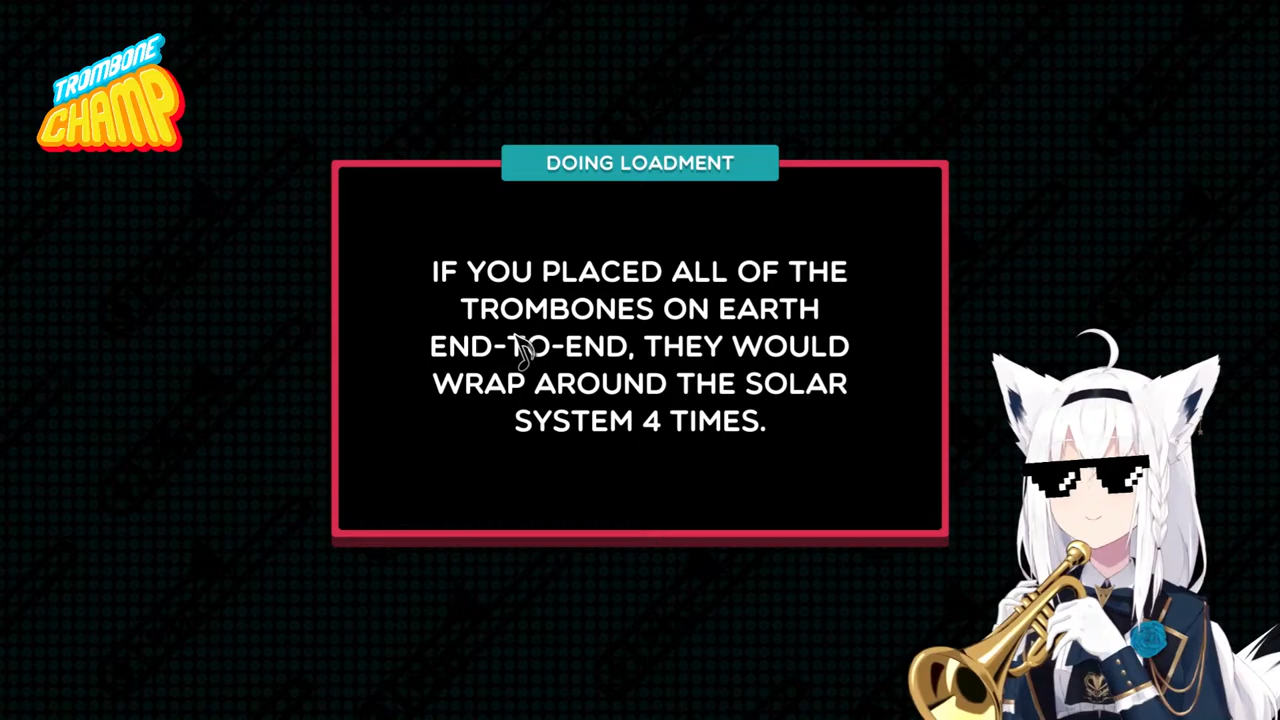 TROMBONE
CHAMP
DOING LOADMENT
IF YOU PLACED ALL OF THE
TROMBONES ON EARTH
END-TO-END, THEY WOULD
WRAP AROUND THE SOLAR
SYSTEM 4 TIMES.